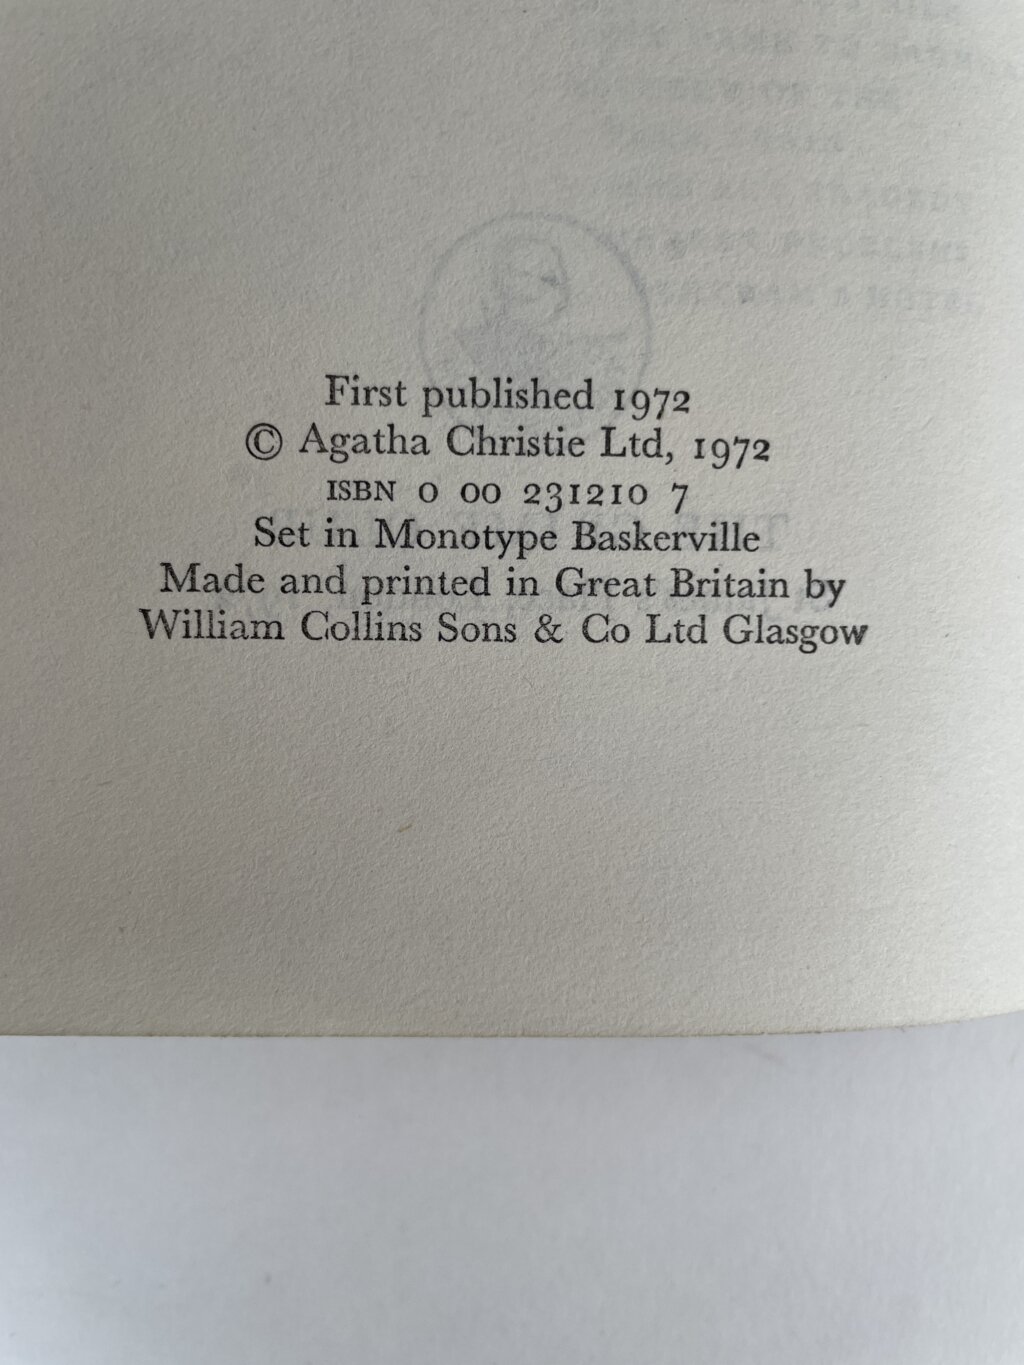 First published 1972
© Agatha Christie Ltd, 1972
ISBN 0 00 231210 7
Set in Monotype Baskerville
Made and printed in Great Britain by
William Collins Sons & Co Ltd Glasgow